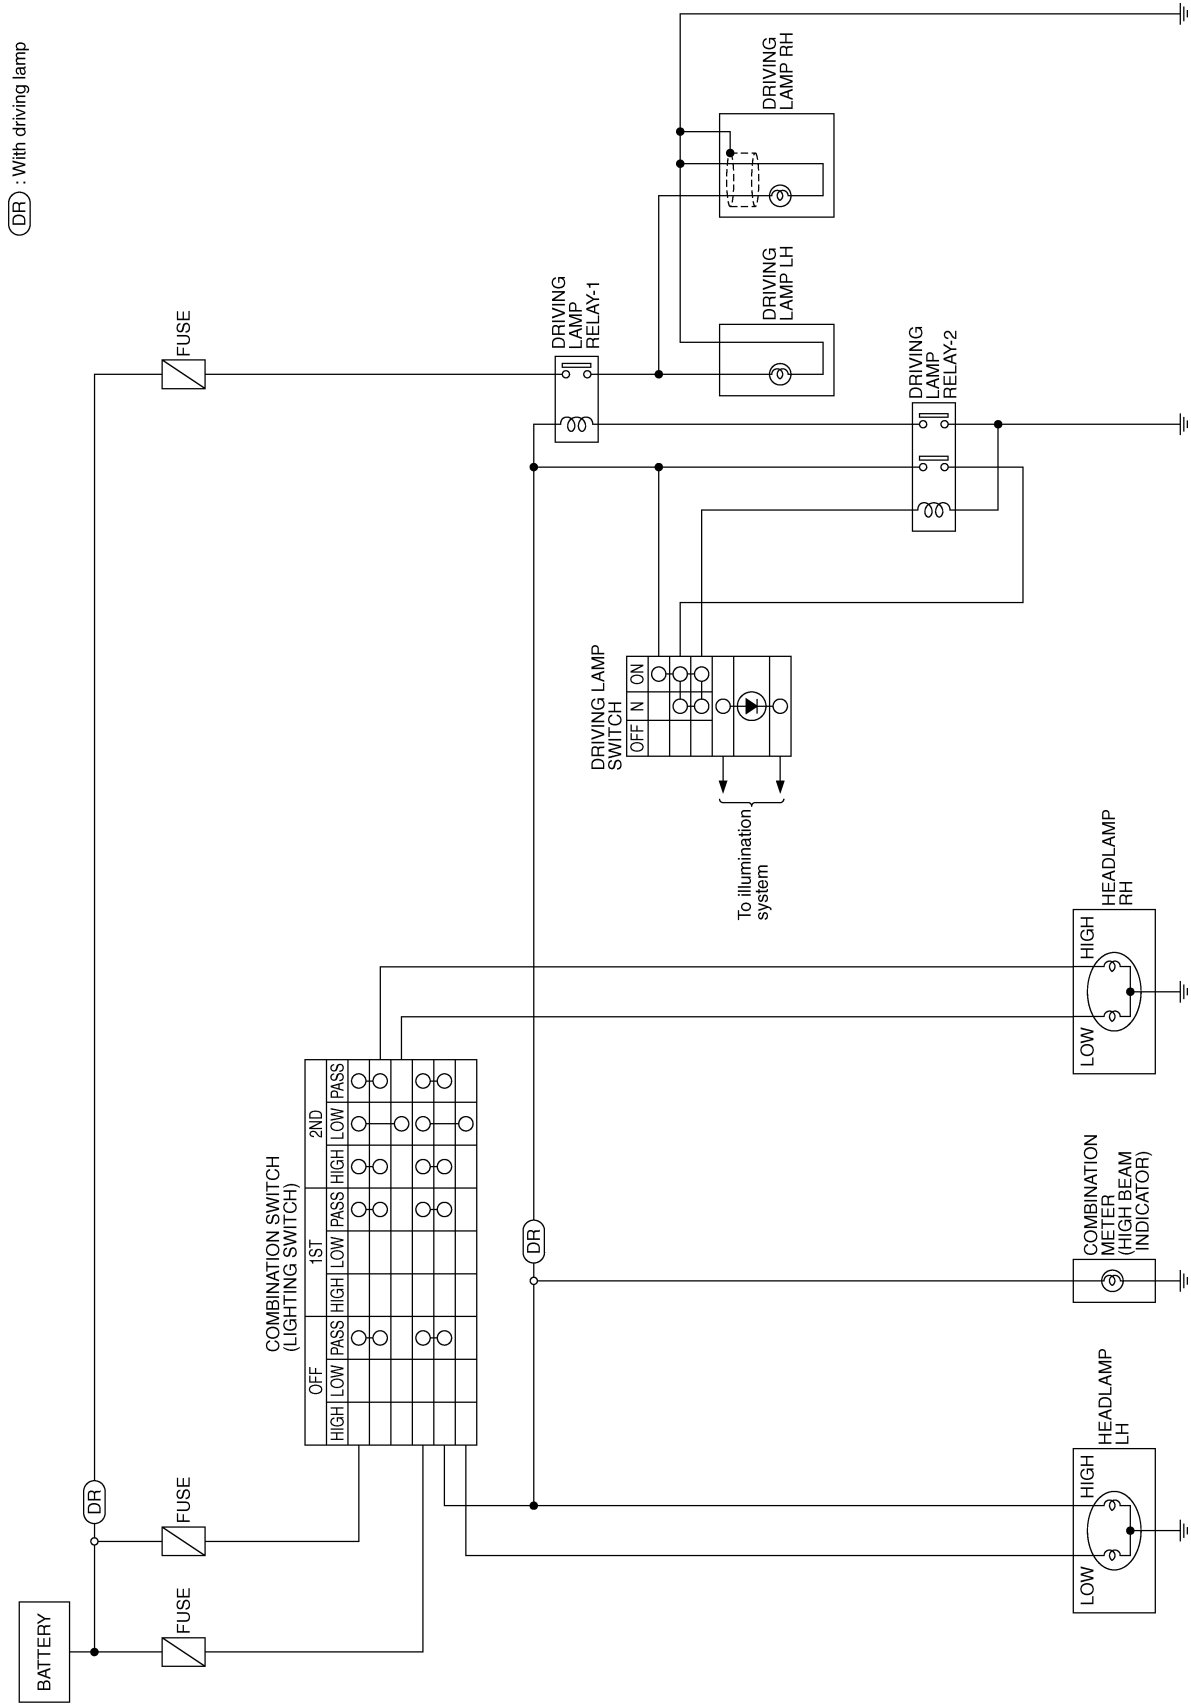 DR : With driving lamp
BATTERY
DR
FUSE
FUSE
FUSE
COMBINATION SWITCH
(LIGHTING SWITCH)
OFF 1ST 2ND
HIGH LOW PASS HIGH LOW PASS HIGH LOW PASS
DR
DRIVING
LAMP
RELAY-1
DRIVING LAMP
SWITCH
OFF N ON
To illumination
system
DRIVING
LAMP LH
DRIVING
LAMP RH
DRIVING
LAMP
RELAY-2
LOW HIGH
HEADLAMP
LH
COMBINATION
METER
(HIGH BEAM
INDICATOR)
LOW HIGH
HEADLAMP
RH